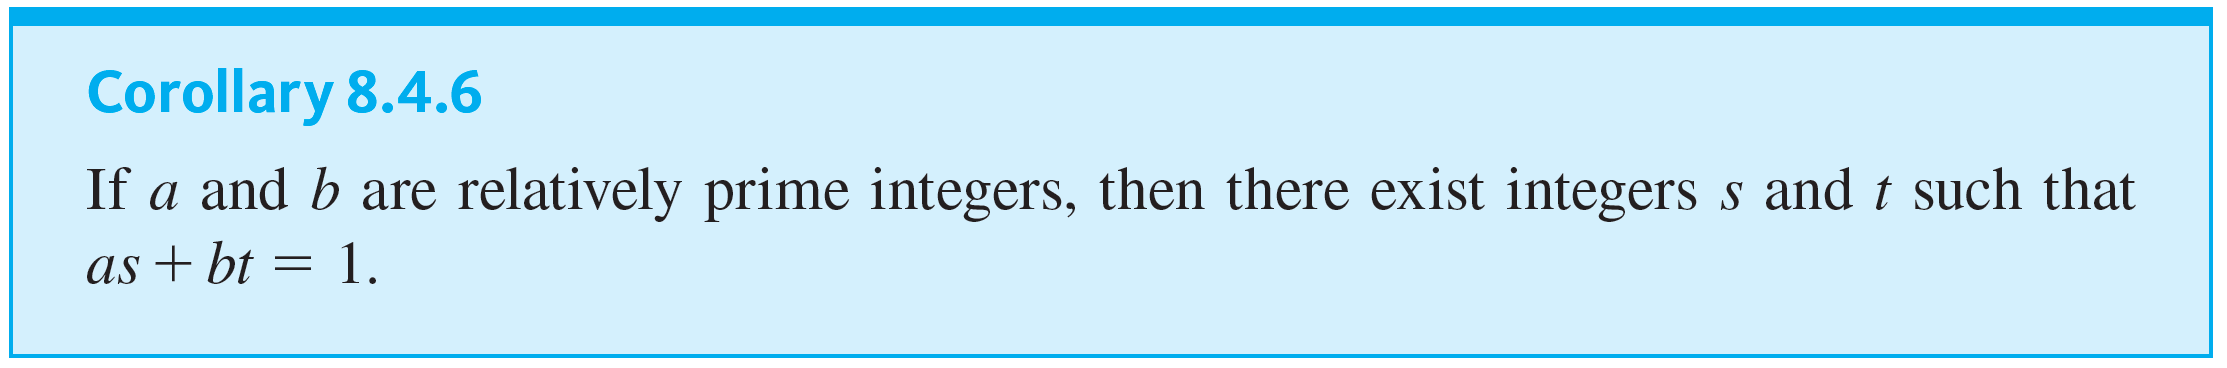 Corollary 8.4.6
If a and b are relatively prime integers, then there exist integers s and t such that
as + bt = 1.